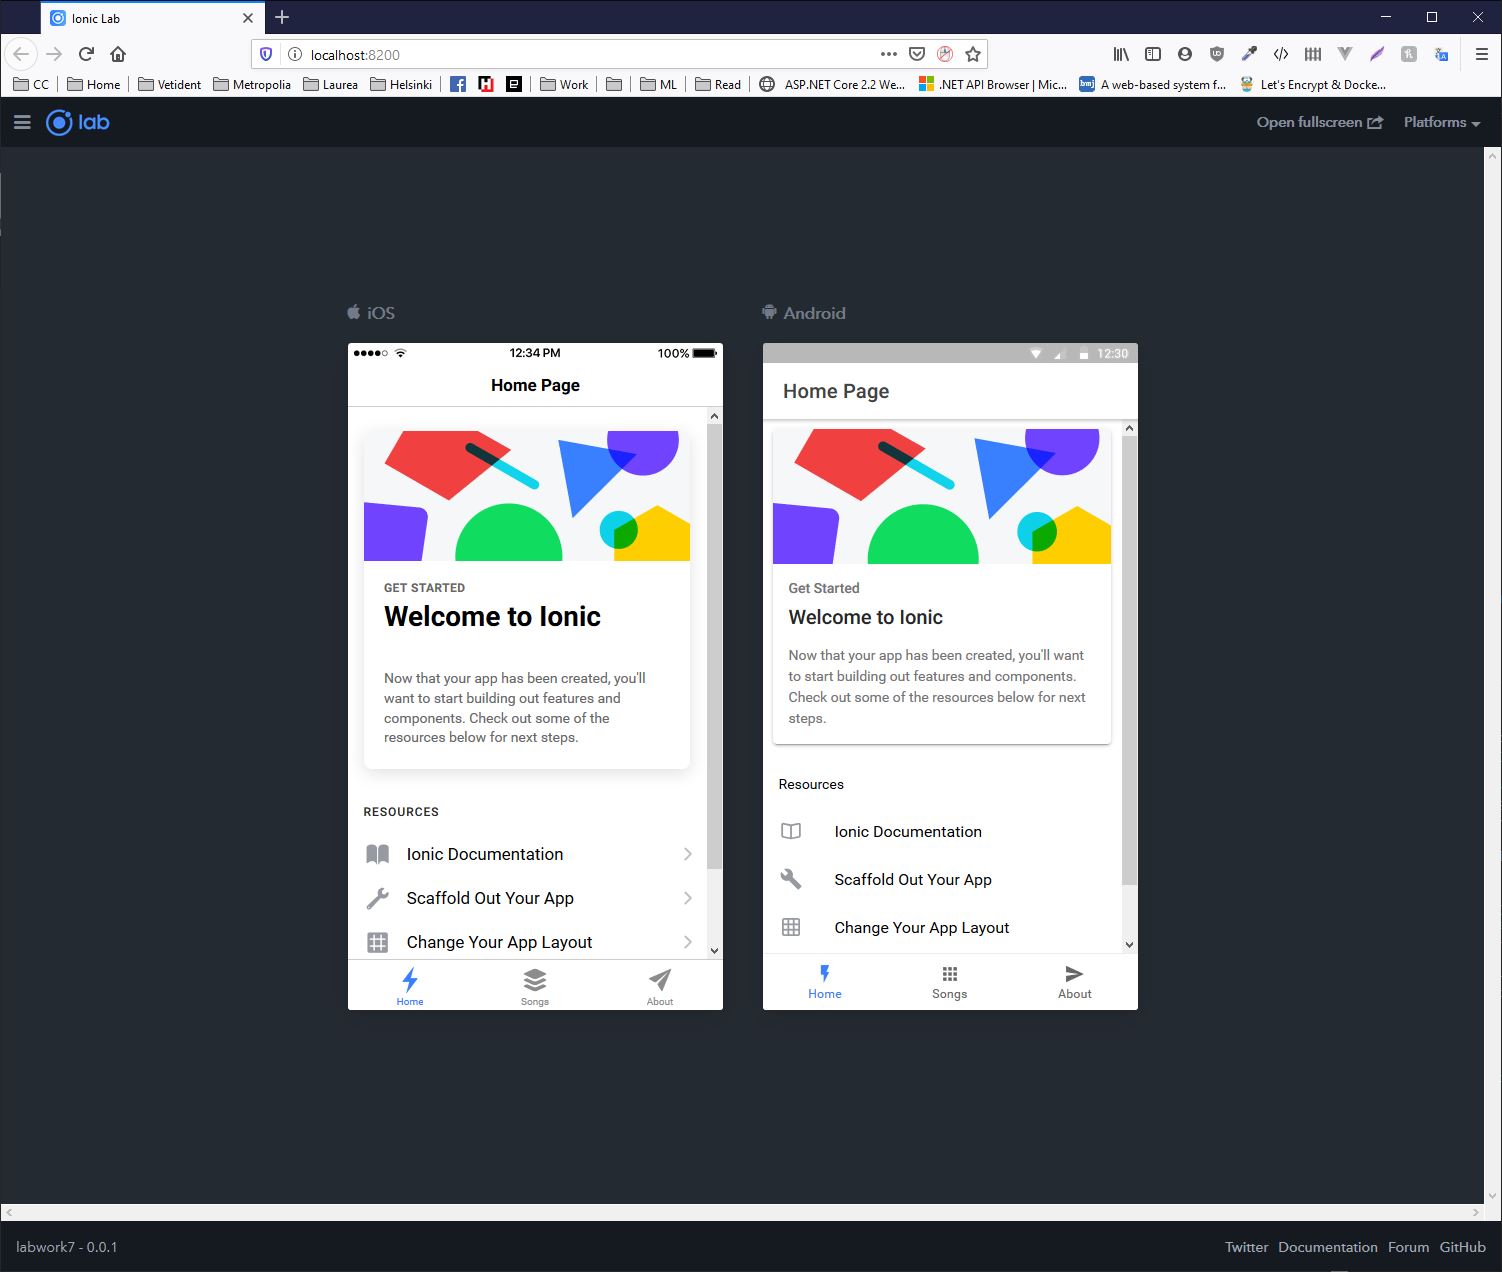 Ionic Lab
localhost:8200
CC Home Vetident Metropolia Laurea Helsinki Work ML Read ASP.NET Core 2.2 We... .NET API Browser | Mic... bmj A web-based system f... Let's Encrypt & Docke...
lab
Open fullscreen Platforms
iOS
12:34 PM 100%
Home Page
GET STARTED
Welcome to Ionic
Now that your app has been created, you'll
want to start building out features and
components. Check out some of the
resources below for next steps.
RESOURCES
Ionic Documentation
Scaffold Out Your App
Change Your App Layout
Home Songs About
Android
12:30
Home Page
Get Started
Welcome to Ionic
Now that your app has been created, you'll want
to start building out features and components.
Check out some of the resources below for next
steps.
Resources
Ionic Documentation
Scaffold Out Your App
Change Your App Layout
Home Songs About
labwork7 - 0.0.1
Twitter Documentation Forum GitHub